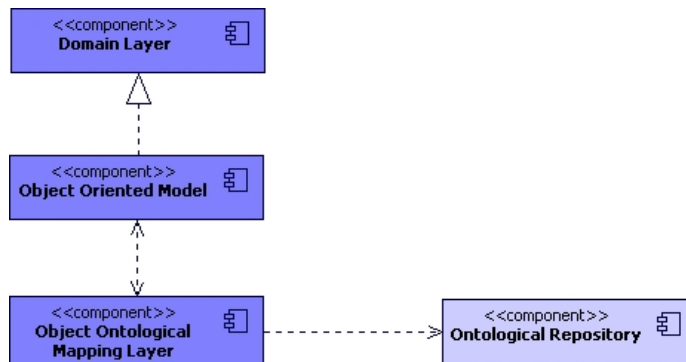 <<component>>
Domain Layer
<<component>>
Object Oriented Model
<<component>>
Object Ontological
Mapping Layer
<<component>>
Ontological Repository